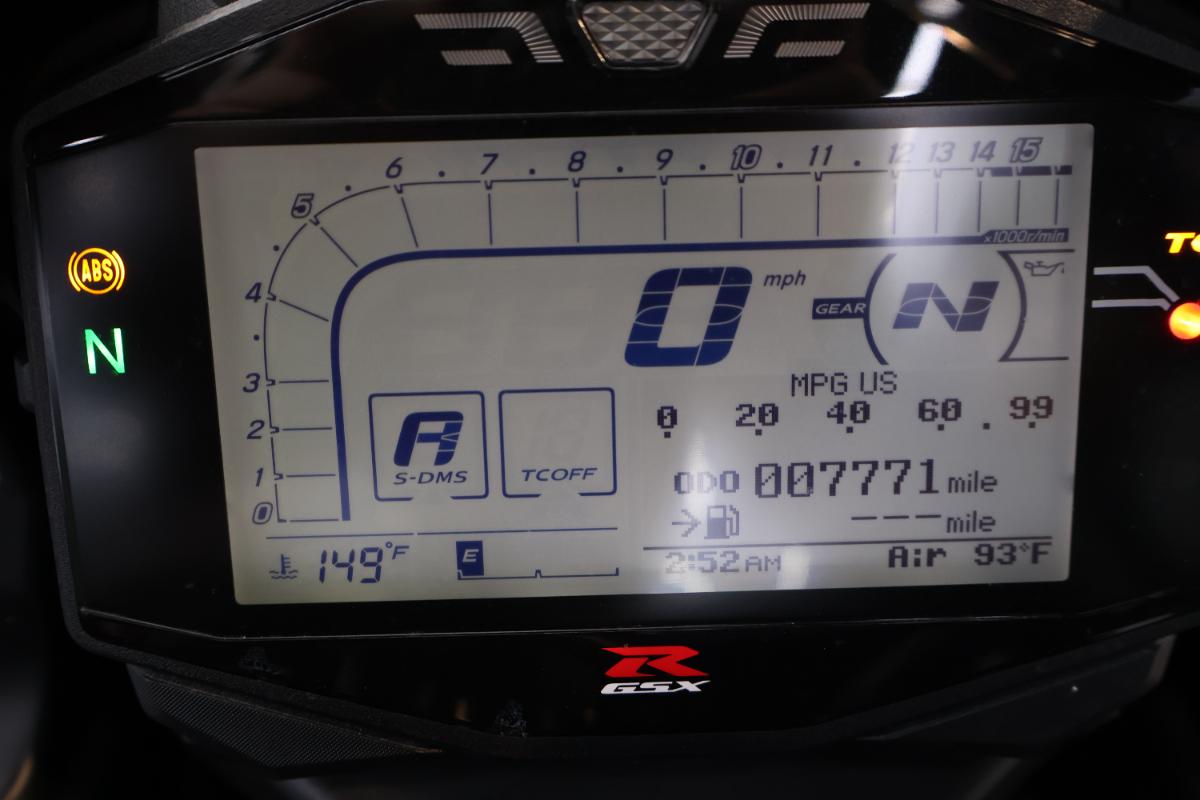 6 . 7 . 8 . 9 . 10 . 11 . 12 13 14 15
5
4
3
2
1
0
x1000r/min
ABS
N
0 mph
GEAR N
MPG US
0 20 40 60 . 99
A
S-DMS
TCOFF
ODO 007771 mile
---- mile
149°F
E
2:52 AM
Air 93°F
R
GSX